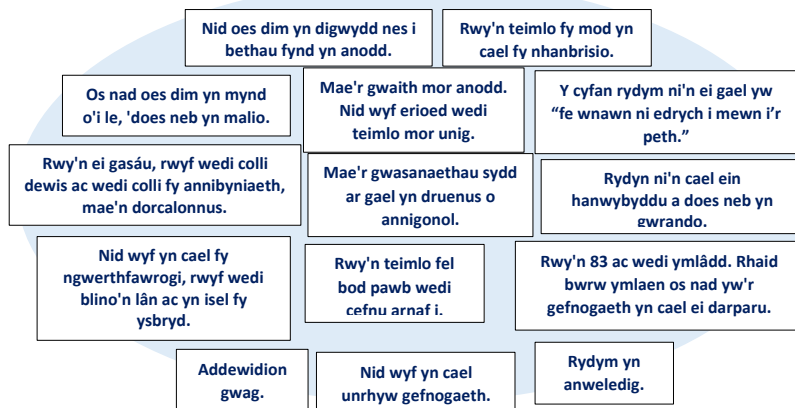 Nid oes dim yn digwydd nes i
bethau fynd yn anodd.
Rwy'n teimlo fy mod yn
cael fy nhanbrisio.
Os nad oes dim yn mynd
o'i le, 'does neb yn malio.
Mae'r gwaith mor anodd.
Nid wyf erioed wedi
teimlo mor unig.
Y cyfan rydym ni'n ei gael yw
“fe wnawn ni edrych i mewn i’r
peth.”
Rwy'n ei gasáu, rwyf wedi colli
dewis ac wedi colli fy annibyniaeth,
mae'n dorcalonnus.
Mae'r gwasanaethau sydd
ar gael yn druenus o
annigonol.
Rydyn ni'n cael ein
hanwybyddu a does neb yn
gwrando.
Nid wyf yn cael fy
ngwerthfawrogi, rwyf wedi
blino'n lân ac yn isel fy
ysbryd.
Rwy'n teimlo fel
bod pawb wedi
cefnu arnaf i.
Rwy'n 83 ac wedi ymlâdd. Rhaid
bwrw ymlaen os nad yw'r
gefnogaeth yn cael ei darparu.
Addewidion
gwag.
Nid wyf yn cael
unrhyw gefnogaeth.
Rydym yn
anweledig.